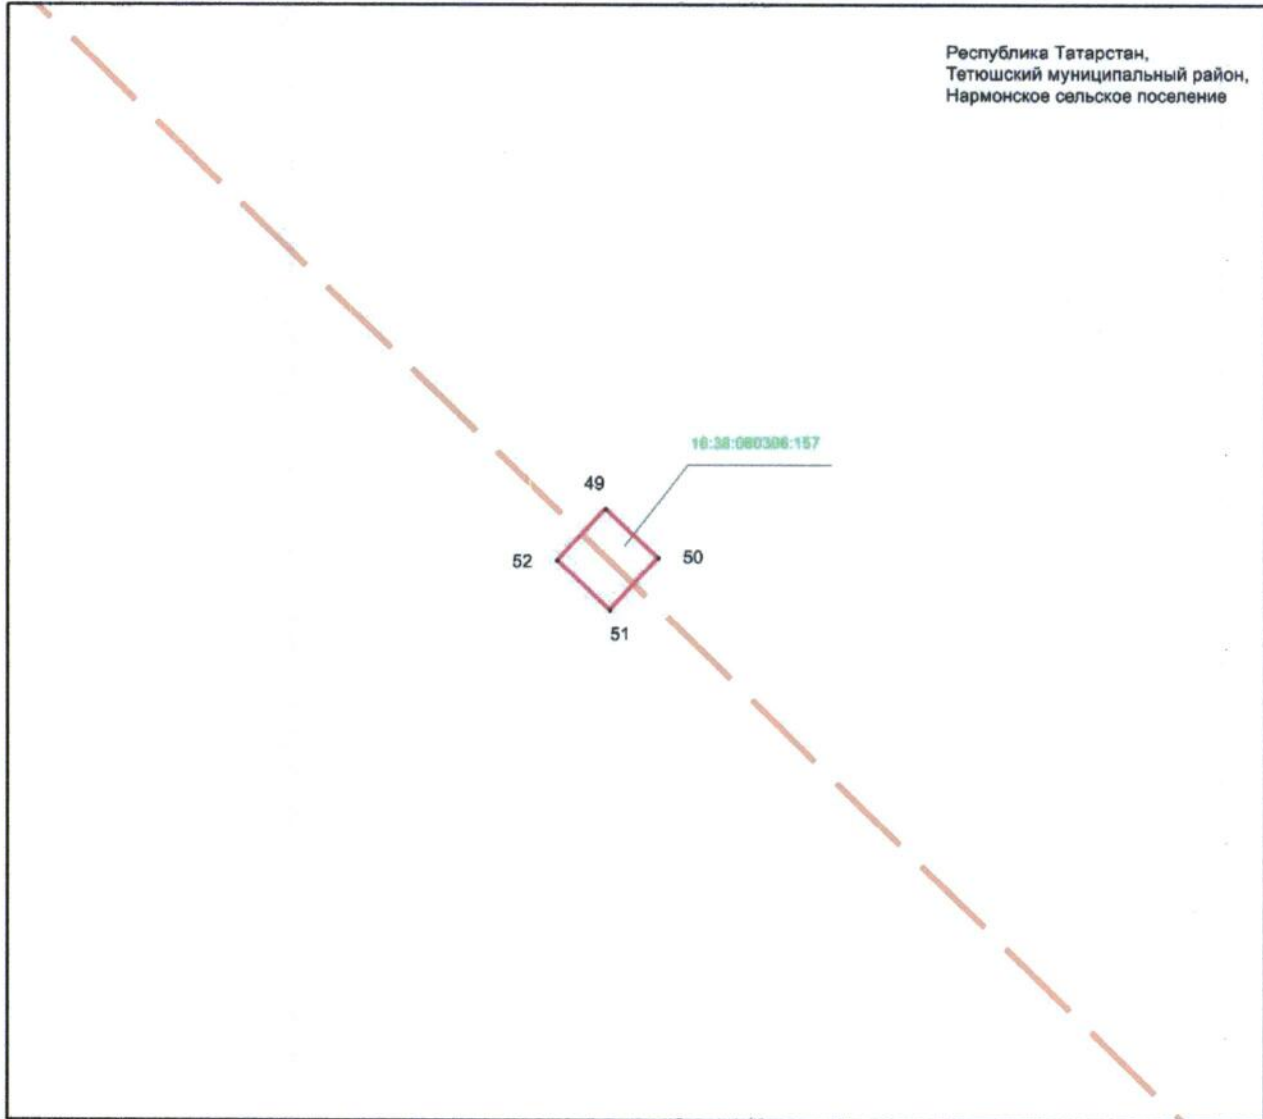 Республика Татарстан,
Тетюшский муниципальный район,
Нармонское сельское поселение
16:38:080306:157
49
52
50
51